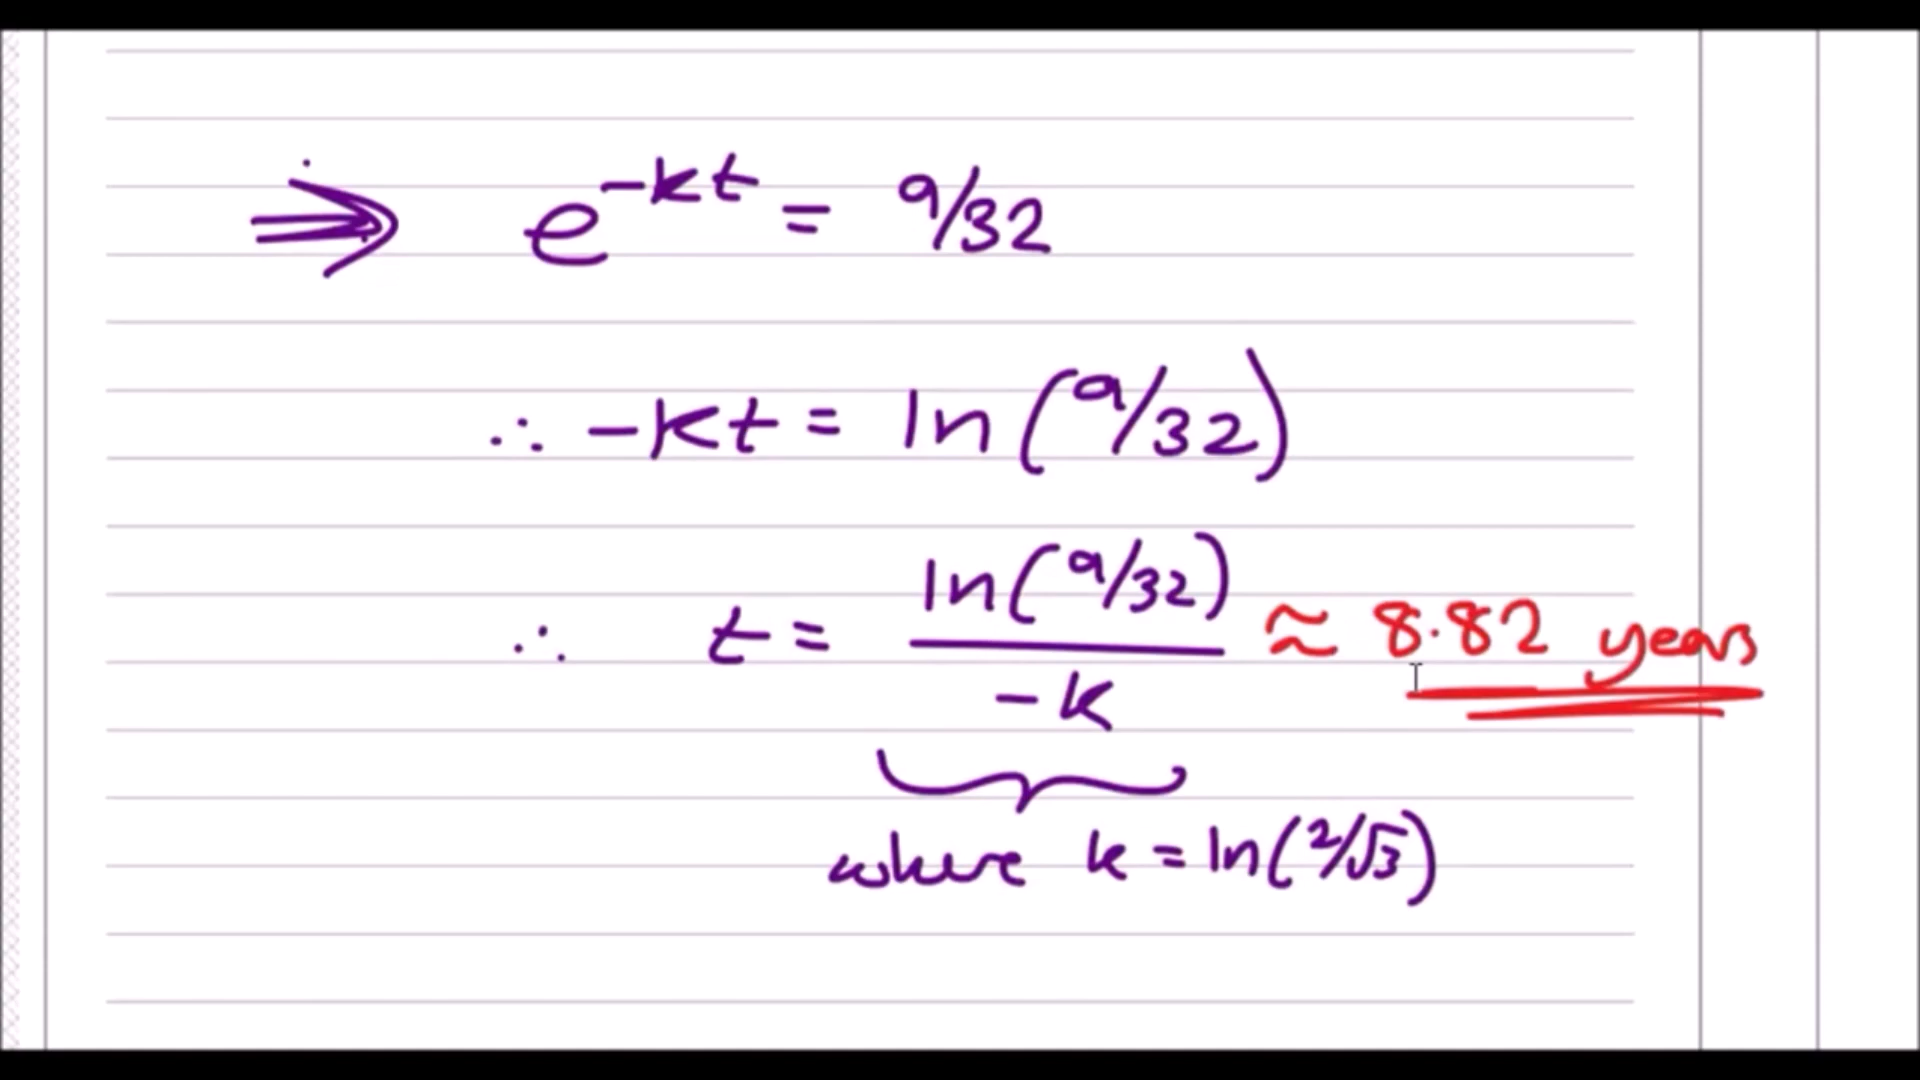 ⇒ e^{-kt} = 9/32
∴ -kt = ln(9/32)
∴ t = ln(9/32) / -k ≈ 8.82 years
where k = ln(2/√3)